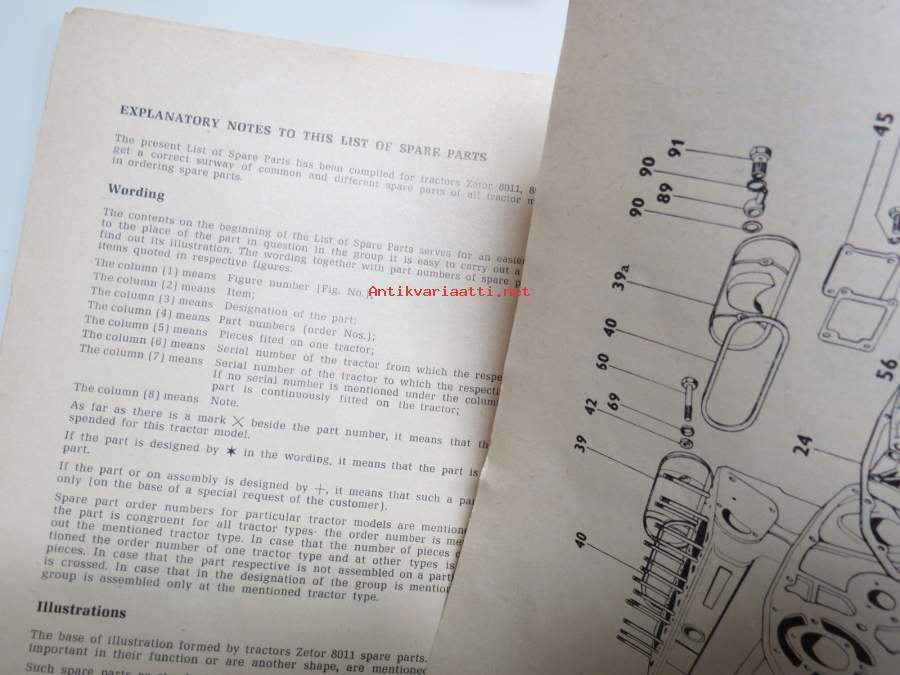 EXPLANATORY NOTES TO THIS LIST OF SPARE PARTS
The present List of Spare Parts has been compiled for tractors Zetor 8011,
get a correct surway of common and different spare parts of all tractor
in ordering spare parts.
Wording
The contents on the beginning of the List of Spare Parts serves for an easier
to the place of the part in question in the group it is easy to carry out a
find out its illustration. The wording together with part numbers of spare
items quoted in respective figures.
The column (1) means Figure number [Fig. No.];
The column (2) means Item;
The column (3) means Designation of the part;
The column (4) means Part numbers (order Nos.);
The column (5) means Pieces fited on one tractor;
The column (6) means Serial number of the tractor from which the
The column (7) means Serial number of the tractor to which the
if no serial number is mentioned under the
part is continuously fitted on the tractor;
The column (8) means Note.
As far as there is a mark ✕ beside the part number, it means that
spended for this tractor model.
If the part is designed by ✶ in the wording, it means that the part is
part.
If the part or on assembly is designed by +, it means that such a
only [on the base of a special request of the customer).
Spare part order numbers for particular tractor models are
the part is congruent for all tractor types- the order number is
out the mentioned tractor type. In case that the number of pieces
tioned the order number of one tractor type and at other types is
pieces. In case that the part respective is not assembled on a
is crossed. In case that in the designation of the group is
group is assembled only at the mentioned tractor type.
Illustrations
The base of illustration formed by tractors Zetor 8011 spare parts.
important in their function or are another shape, are
Such spare parts
Antikvariaatti.net
91
90
89
90
39a
40
60
69
42
39
40
45
56
24